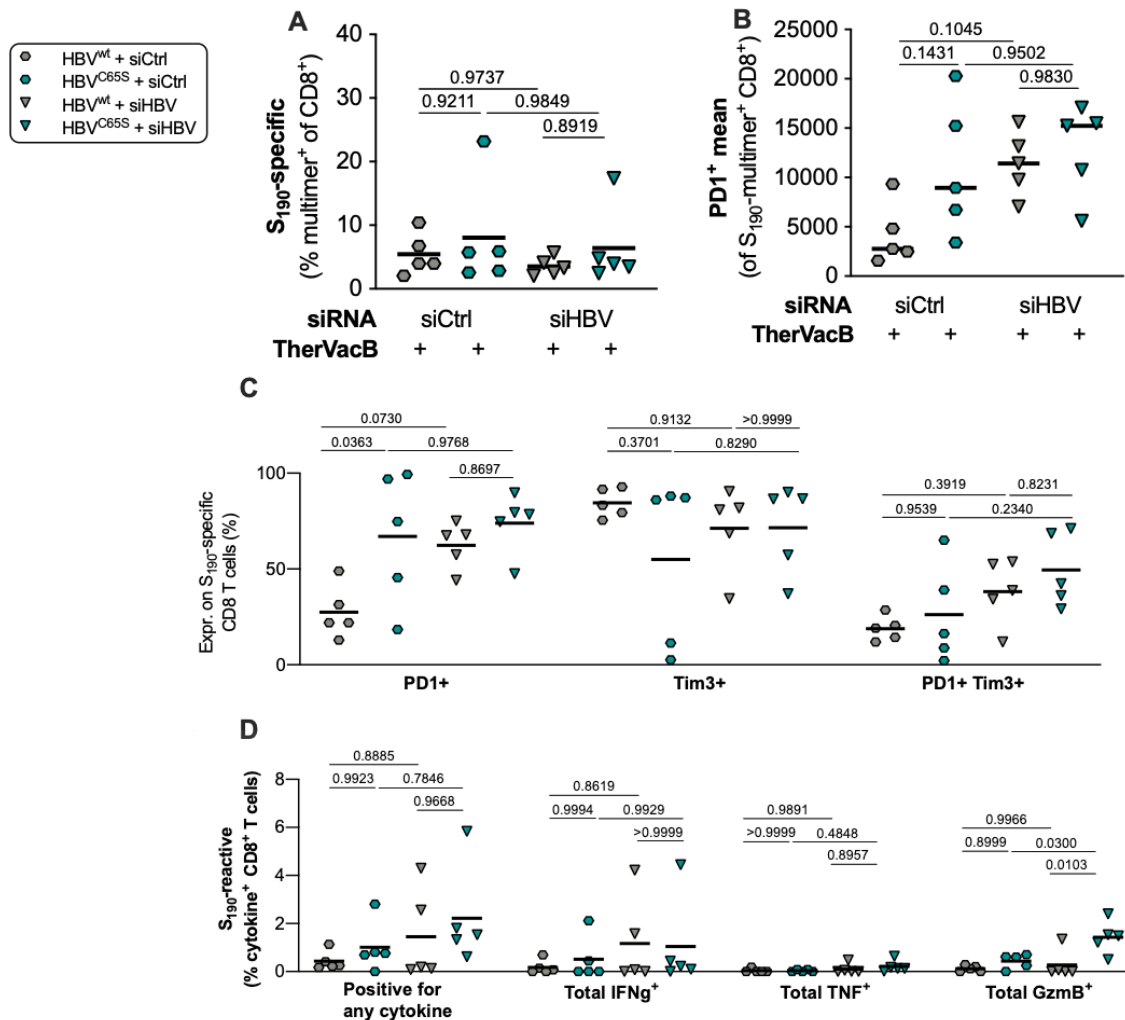 HBVwt + siCtrl
HBVC65S + siCtrl
HBVwt + siHBV
HBVC65S + siHBV
A
S190-specific
(% multimer+ of CD8+)
40
30
20
10
0
0.9737
0.9211
0.9849
0.8919
siRNA siCtrl siHBV
TherVacB + + + +
B
PD1+ mean
(of S190-multimer+ CD8+)
25000
20000
15000
10000
5000
0
0.1045
0.1431
0.9502
0.9830
siRNA siCtrl siHBV
TherVacB + + + +
C
Expr. on S190-specific
CD8 T cells (%)
100
50
0
0.0730
0.0363 0.9768
0.8697
0.9132 >0.9999
0.3701 0.8290
0.3919 0.8231
0.9539 0.2340
PD1+ Tim3+ PD1+ Tim3+
D
S190-reactive
(% cytokine+ CD8+ T cells)
8
6
4
2
0
0.8885
0.9923 0.7846
0.9668
0.8619
0.9994 0.9929
>0.9999
0.9891
>0.9999 0.4848
0.8957
0.9966
0.8999 0.0300
0.0103
Positive for
any cytokine
Total IFNg+
Total TNF+
Total GzmB+